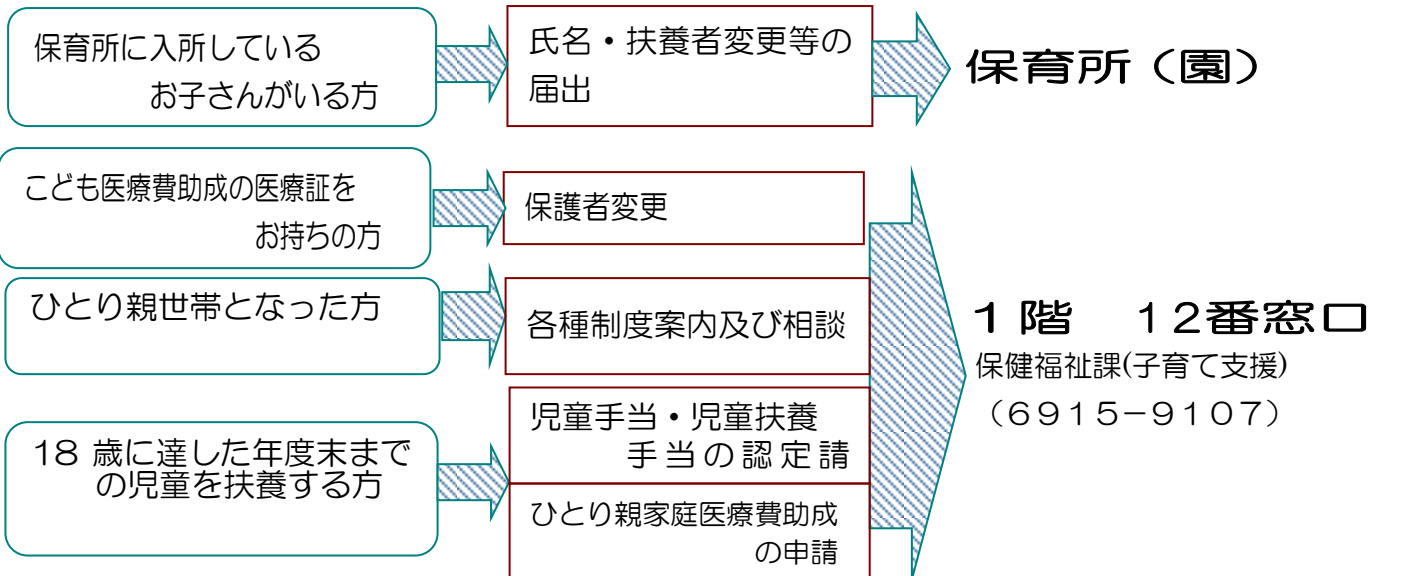 保育所に入所している
お子さんがいる方
氏名・扶養者変更等の
届出
保育所（園）
こども医療費助成の医療証を
お持ちの方
保護者変更
ひとり親世帯となった方
各種制度案内及び相談
18 歳に達した年度末まで
の児童を扶養する方
児童手当・児童扶養
手当の認定請
ひとり親家庭医療費助成
の申請
１階　１２番窓口
保健福祉課(子育て支援)
（６９１５−９１０７）